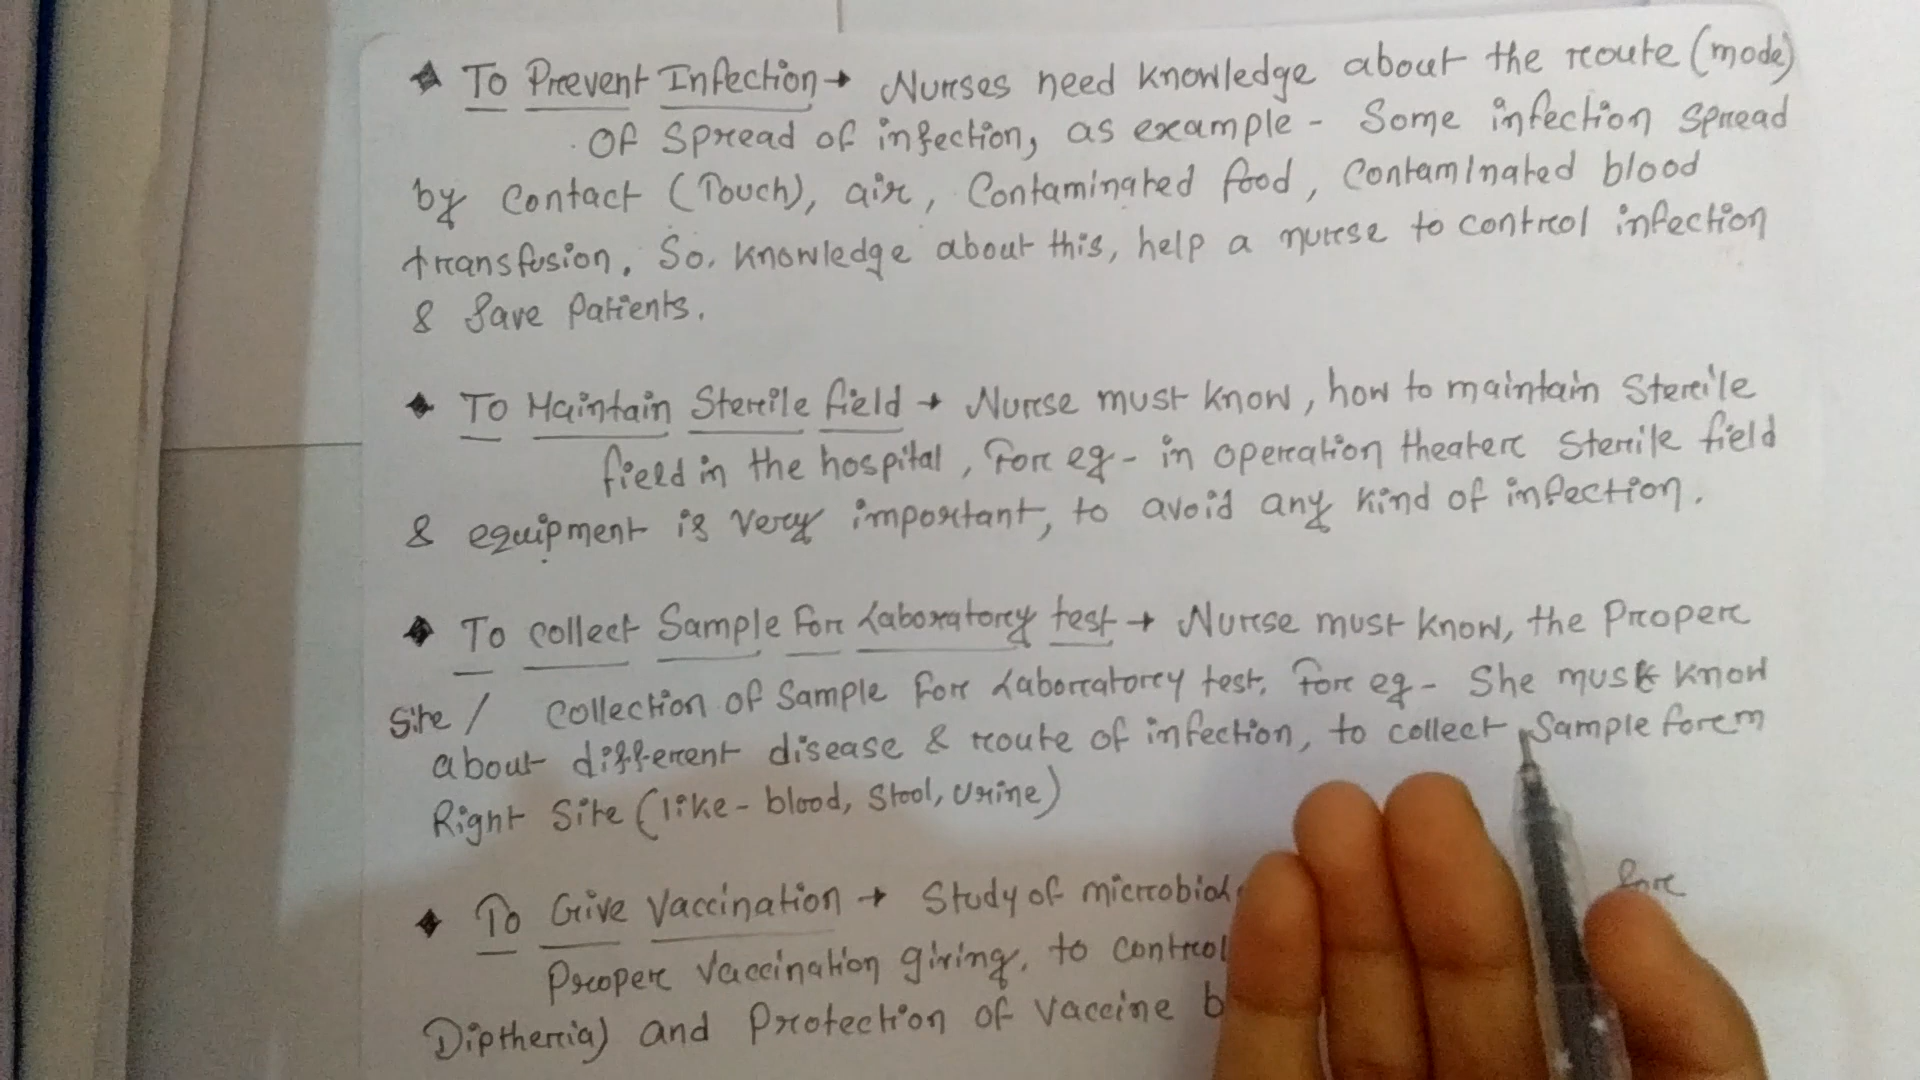 To Prevent Infection → Nurses need knowledge about the route (mode)
of spread of infection, as example - Some infection spread
by contact (Touch), air, Contaminated food, Contaminated blood
transfusion. So, knowledge about this, help a nurse to control infection
& Save Patients.
To Maintain Sterile field → Nurse must know, how to maintain sterile
field in the hospital, For eg - in operation theater sterile field
& equipment is very important, to avoid any kind of infection.
To collect Sample For Laboratory test → Nurse must know, the Proper
Site / collection of Sample For Laboratory test. For eg - She must know
about different disease & route of infection, to collect Sample forem
Right Site (like - blood, Stool, Urine)
To Give Vaccination → Study of for
Proper Vaccination giving, to control
Diptheria) and Protection of Vaccine